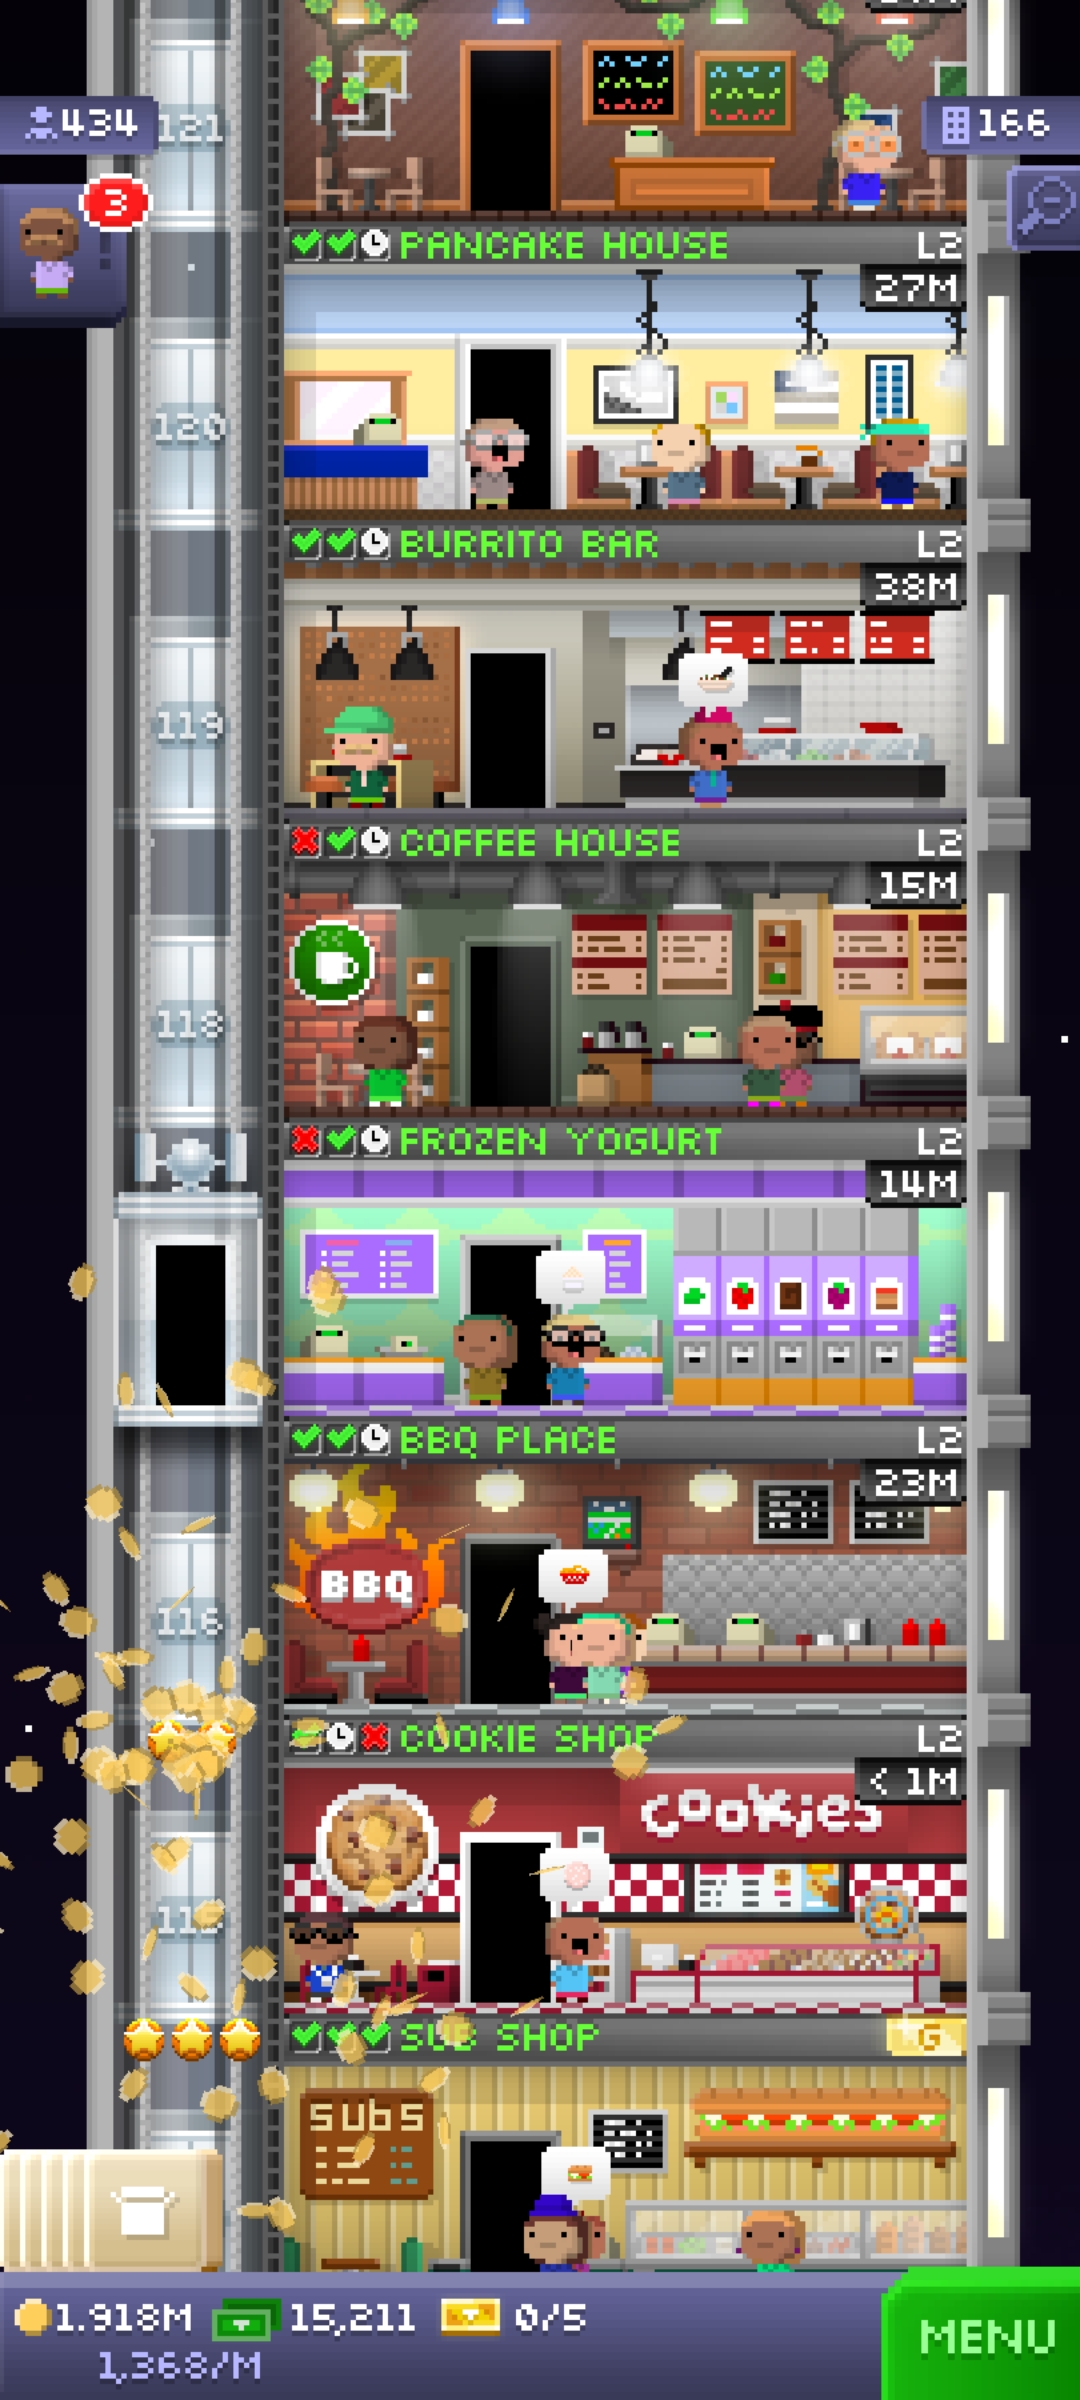 434
121
166
3
PANCAKE HOUSE L2
27M
120
BURRITO BAR L2
38M
119
COFFEE HOUSE L2
15M
118
FROZEN YOGURT L2
14M
BBQ PLACE L2
23M
BBQ
116
COOKIE SHOP L2
< 1M
COOKIES
SUB SHOP G
SUBS
1.918M 15,211 0/5
1,368/M
MENU